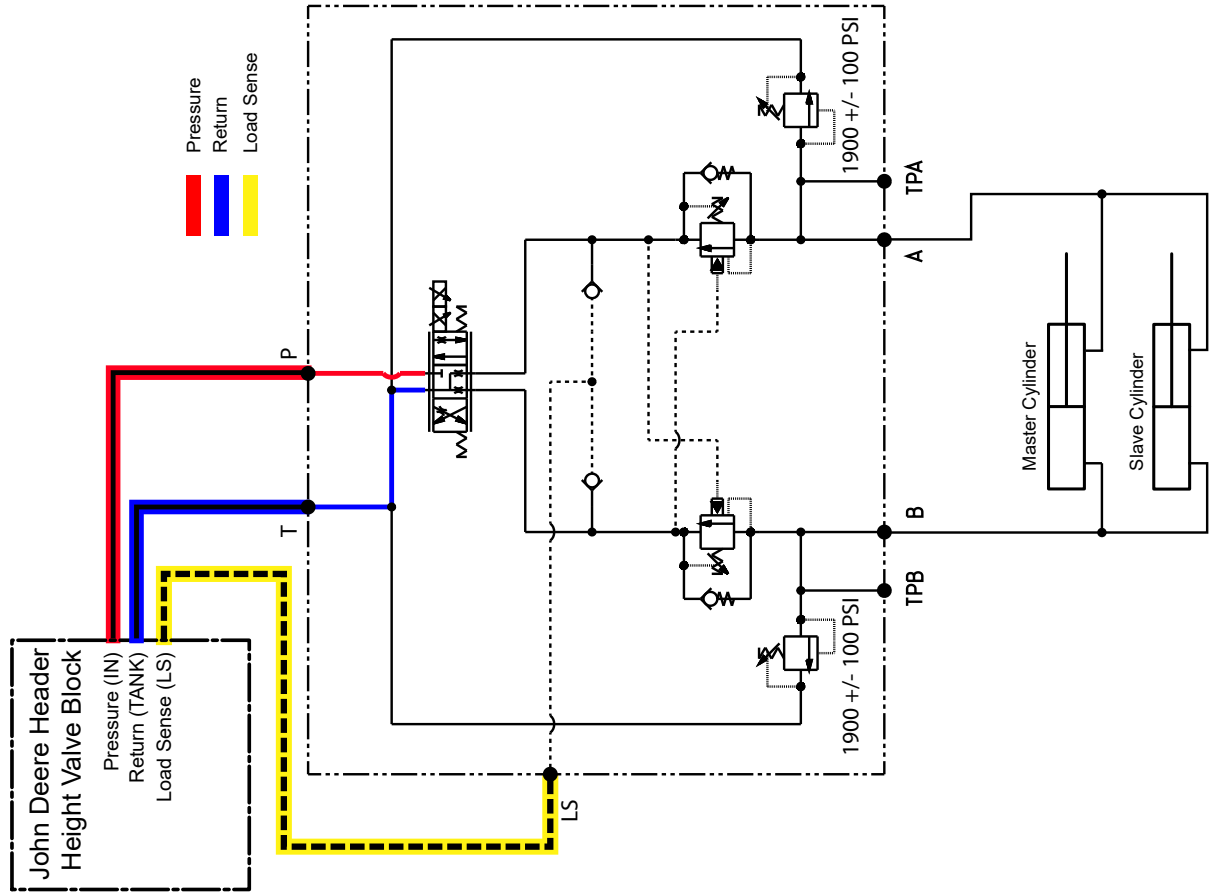 John Deere Header
Height Valve Block
Pressure (IN)
Return (TANK)
Load Sense (LS)
Pressure
Return
Load Sense
T
P
LS
1900 +/- 100 PSI
1900 +/- 100 PSI
TPB
B
A
TPA
Master Cylinder
Slave Cylinder